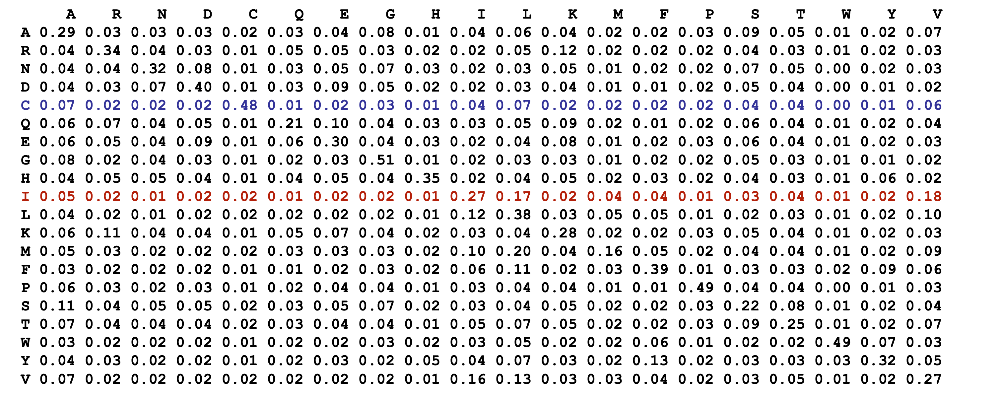 A R N D C Q E G H I L K M F P S T W Y V
A 0.29 0.03 0.03 0.03 0.02 0.03 0.04 0.08 0.01 0.04 0.06 0.04 0.02 0.02 0.03 0.09 0.05 0.01 0.02 0.07
R 0.04 0.34 0.04 0.03 0.01 0.05 0.05 0.03 0.02 0.02 0.05 0.12 0.02 0.02 0.02 0.04 0.03 0.01 0.02 0.03
N 0.04 0.04 0.32 0.08 0.01 0.03 0.05 0.07 0.03 0.02 0.03 0.05 0.01 0.02 0.02 0.07 0.05 0.00 0.02 0.03
D 0.04 0.03 0.07 0.40 0.01 0.03 0.09 0.05 0.02 0.02 0.03 0.04 0.01 0.01 0.02 0.05 0.04 0.00 0.01 0.02
C 0.07 0.02 0.02 0.02 0.48 0.01 0.02 0.03 0.01 0.04 0.07 0.02 0.02 0.02 0.02 0.04 0.04 0.00 0.01 0.06
Q 0.06 0.07 0.04 0.05 0.01 0.21 0.10 0.04 0.03 0.03 0.05 0.09 0.02 0.01 0.02 0.06 0.04 0.01 0.02 0.04
E 0.06 0.05 0.04 0.09 0.01 0.06 0.30 0.04 0.03 0.02 0.04 0.08 0.01 0.02 0.03 0.06 0.04 0.01 0.02 0.03
G 0.08 0.02 0.04 0.03 0.01 0.02 0.03 0.51 0.01 0.02 0.03 0.03 0.01 0.02 0.02 0.05 0.03 0.01 0.01 0.02
H 0.04 0.05 0.05 0.04 0.01 0.04 0.05 0.04 0.35 0.02 0.04 0.05 0.02 0.03 0.02 0.04 0.03 0.01 0.06 0.02
I 0.05 0.02 0.01 0.02 0.02 0.01 0.02 0.02 0.01 0.27 0.17 0.02 0.04 0.04 0.01 0.03 0.04 0.01 0.02 0.18
L 0.04 0.02 0.01 0.02 0.02 0.02 0.02 0.02 0.01 0.12 0.38 0.03 0.05 0.05 0.01 0.02 0.03 0.01 0.02 0.10
K 0.06 0.11 0.04 0.04 0.01 0.05 0.07 0.04 0.02 0.03 0.04 0.28 0.02 0.02 0.03 0.05 0.04 0.01 0.02 0.03
M 0.05 0.03 0.02 0.02 0.02 0.03 0.03 0.03 0.02 0.10 0.20 0.04 0.16 0.05 0.02 0.04 0.04 0.01 0.02 0.09
F 0.03 0.02 0.02 0.02 0.01 0.01 0.02 0.03 0.02 0.06 0.11 0.02 0.03 0.39 0.01 0.03 0.03 0.02 0.09 0.06
P 0.06 0.03 0.02 0.03 0.01 0.02 0.04 0.04 0.01 0.03 0.04 0.04 0.01 0.01 0.49 0.04 0.04 0.00 0.01 0.03
S 0.11 0.04 0.05 0.05 0.02 0.03 0.05 0.07 0.02 0.03 0.04 0.05 0.02 0.02 0.03 0.22 0.08 0.01 0.02 0.04
T 0.07 0.04 0.04 0.04 0.02 0.03 0.04 0.04 0.01 0.05 0.07 0.05 0.02 0.02 0.03 0.09 0.25 0.01 0.02 0.07
W 0.03 0.02 0.02 0.02 0.01 0.02 0.02 0.03 0.02 0.03 0.05 0.02 0.02 0.06 0.01 0.02 0.02 0.49 0.07 0.03
Y 0.04 0.03 0.02 0.02 0.01 0.02 0.03 0.02 0.05 0.04 0.07 0.03 0.02 0.13 0.02 0.03 0.03 0.03 0.32 0.05
V 0.07 0.02 0.02 0.02 0.02 0.02 0.02 0.02 0.01 0.16 0.13 0.03 0.03 0.04 0.02 0.03 0.05 0.01 0.02 0.27